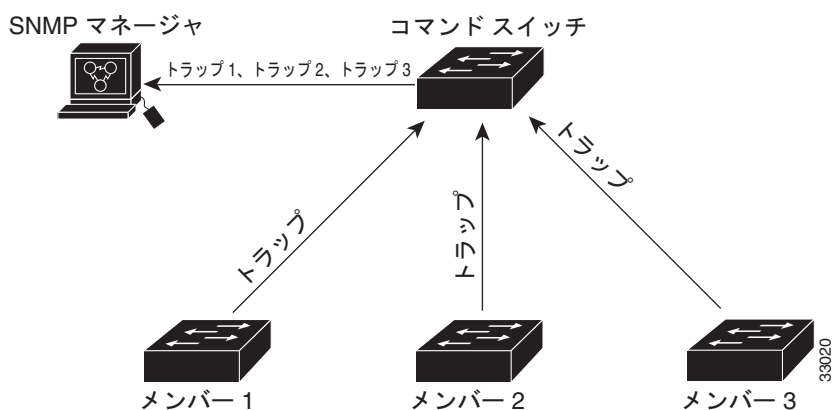 SNMP マネージャ
コマンド スイッチ
トラップ 1、トラップ 2、トラップ 3
トラップ
トラップ
トラップ
メンバー 1
メンバー 2
メンバー 3
33020